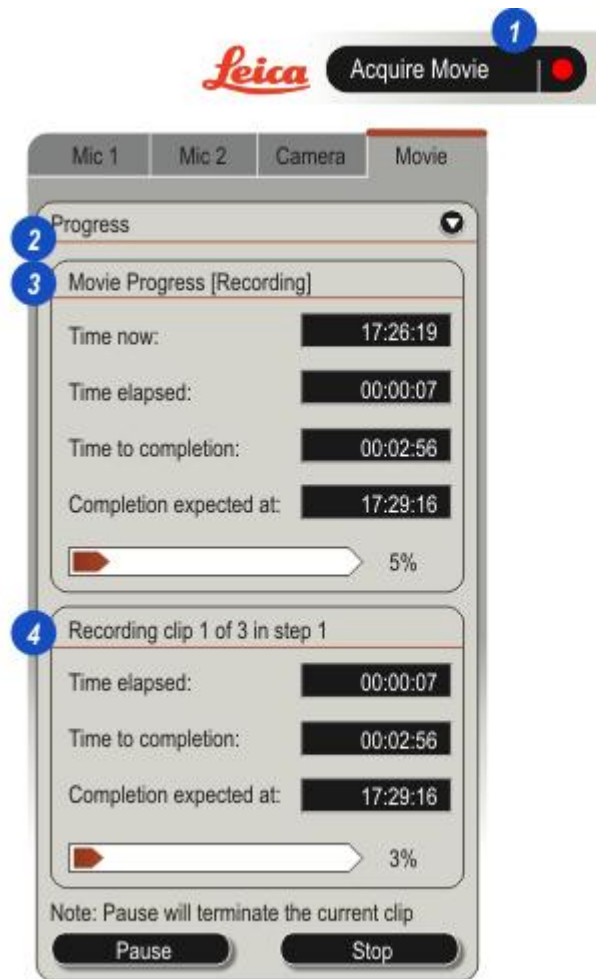 1
Leica
Acquire Movie
Mic 1 Mic 2 Camera Movie
2 Progress
3 Movie Progress [Recording]
Time now: 17:26:19
Time elapsed: 00:00:07
Time to completion: 00:02:56
Completion expected at: 17:29:16
5%
4 Recording clip 1 of 3 in step 1
Time elapsed: 00:00:07
Time to completion: 00:02:56
Completion expected at: 17:29:16
3%
Note: Pause will terminate the current clip
Pause Stop